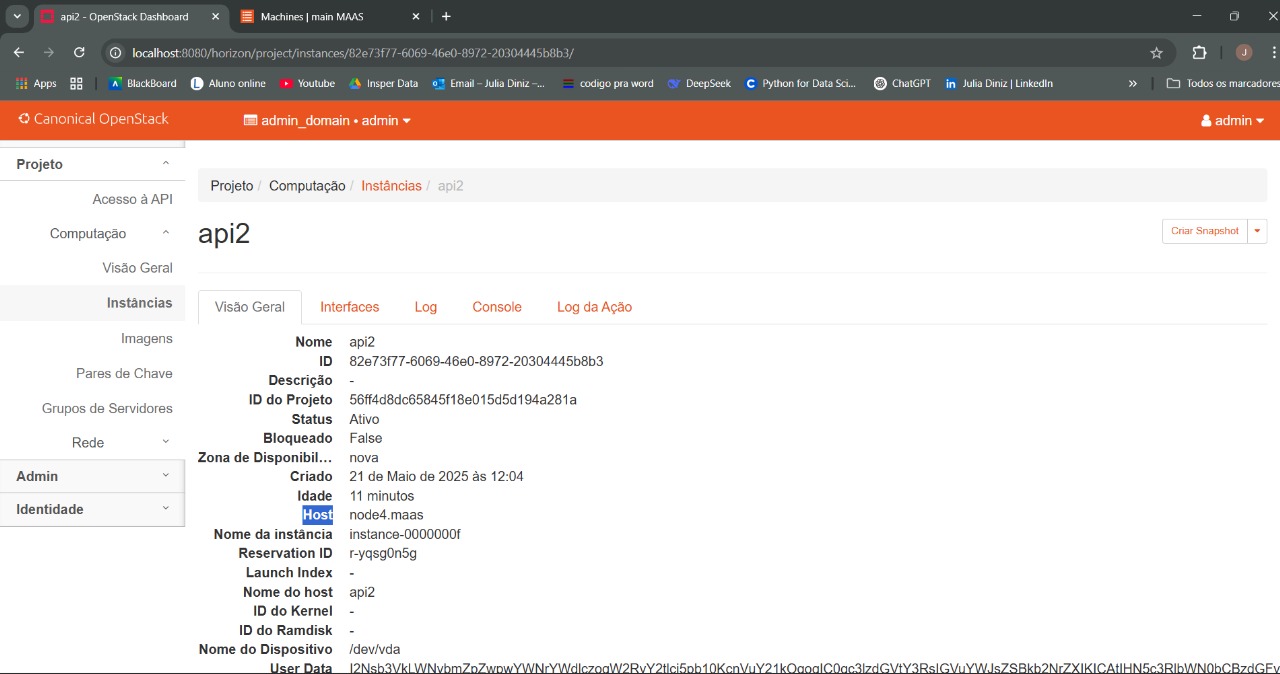 api2 - OpenStack Dashboard
Machines | main MAAS
localhost:8080/horizon/project/instances/82e73f77-6069-46e0-8972-20304445b8b3/
J
Apps
BlackBoard
Aluno online
Youtube
Insper Data
Email – Julia Diniz –...
codigo pra word
DeepSeek
Python for Data Sci...
ChatGPT
Julia Diniz | LinkedIn
»
Todos os marcadores
Canonical OpenStack
admin_domain • admin
admin
Projeto
Acesso à API
Computação
Visão Geral
Instâncias
Imagens
Pares de Chave
Grupos de Servidores
Rede
Admin
Identidade
Projeto / Computação / Instâncias / api2
api2
Criar Snapshot
Visão Geral Interfaces Log Console Log da Ação
Nome api2
ID 82e73f77-6069-46e0-8972-20304445b8b3
Descrição -
ID do Projeto 56ff4d8dc65845f18e015d5d194a281a
Status Ativo
Bloqueado False
Zona de Disponibil... nova
Criado 21 de Maio de 2025 às 12:04
Idade 11 minutos
Host node4.maas
Nome da instância instance-0000000f
Reservation ID r-yqsg0n5g
Launch Index -
Nome do host api2
ID do Kernel -
ID do Ramdisk -
Nome do Dispositivo /dev/vda
User Data